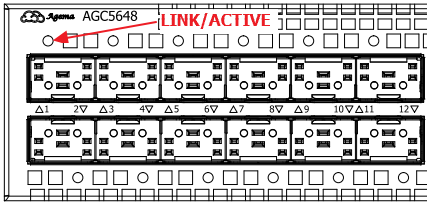 Agema AGC5648 LINK/ACTIVE
△1 2▽ △3 4▽ △5 6▽ △7 8▽ △9 10▽ △11 12▽